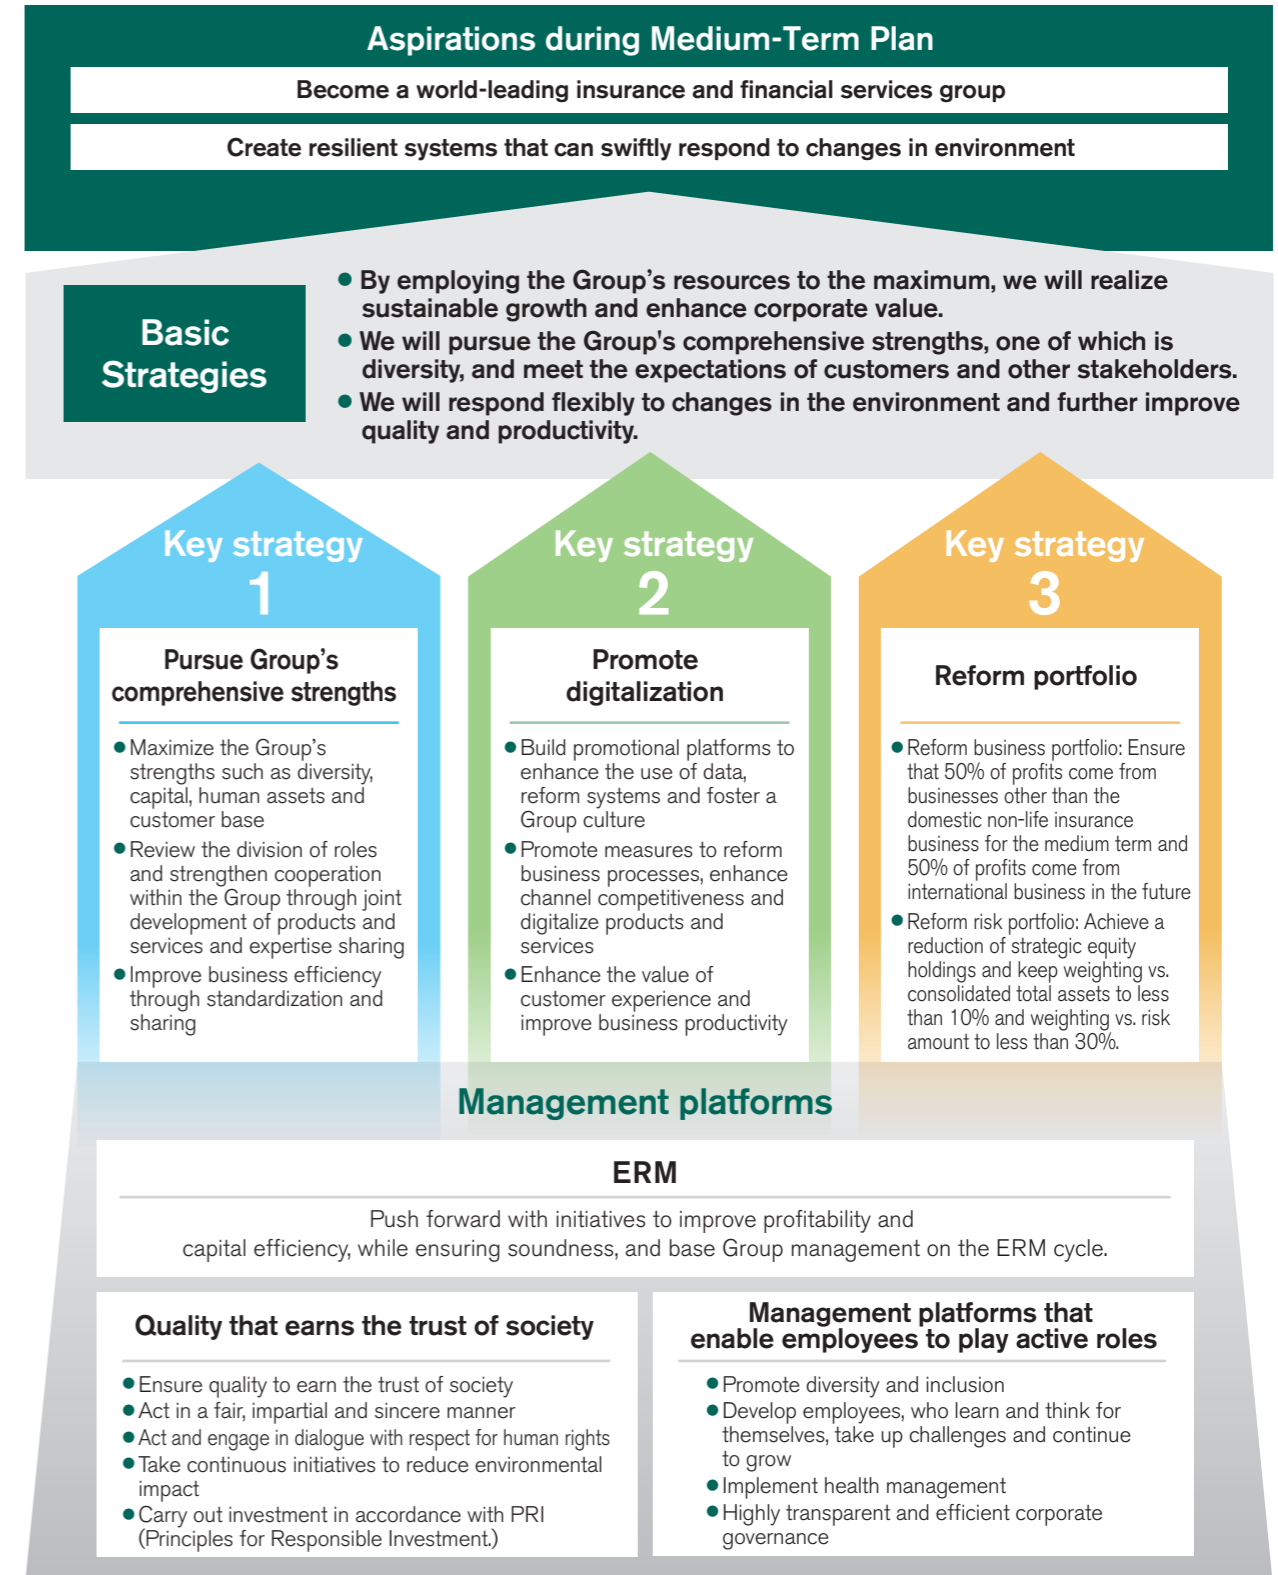 Aspirations during Medium-Term Plan
Become a world-leading insurance and financial services group
Create resilient systems that can swiftly respond to changes in environment
Basic
Strategies
● By employing the Group’s resources to the maximum, we will realize
sustainable growth and enhance corporate value.
● We will pursue the Group's comprehensive strengths, one of which is
diversity, and meet the expectations of customers and other stakeholders.
● We will respond flexibly to changes in the environment and further improve
quality and productivity.
Key strategy
1
Pursue Group’s
comprehensive strengths
● Maximize the Group’s
strengths such as diversity,
capital, human assets and
customer base
● Review the division of roles
and strengthen cooperation
within the Group through joint
development of products and
services and expertise sharing
● Improve business efficiency
through standardization and
sharing
Key strategy
2
Promote
digitalization
● Build promotional platforms to
enhance the use of data,
reform systems and foster a
Group culture
● Promote measures to reform
business processes, enhance
channel competitiveness and
digitalize products and
services
● Enhance the value of
customer experience and
improve business productivity
Key strategy
3
Reform portfolio
● Reform business portfolio: Ensure
that 50% of profits come from
businesses other than the
domestic non-life insurance
business for the medium term and
50% of profits come from
international business in the future
● Reform risk portfolio: Achieve a
reduction of strategic equity
holdings and keep weighting vs.
consolidated total assets to less
than 10% and weighting vs. risk
amount to less than 30%.
Management platforms
ERM
Push forward with initiatives to improve profitability and
capital efficiency, while ensuring soundness, and base Group management on the ERM cycle.
Quality that earns the trust of society
● Ensure quality to earn the trust of society
● Act in a fair, impartial and sincere manner
● Act and engage in dialogue with respect for human rights
● Take continuous initiatives to reduce environmental
impact
● Carry out investment in accordance with PRI
(Principles for Responsible Investment.)
Management platforms that
enable employees to play active roles
● Promote diversity and inclusion
● Develop employees, who learn and think for
themselves, take up challenges and continue
to grow
● Implement health management
● Highly transparent and efficient corporate
governance